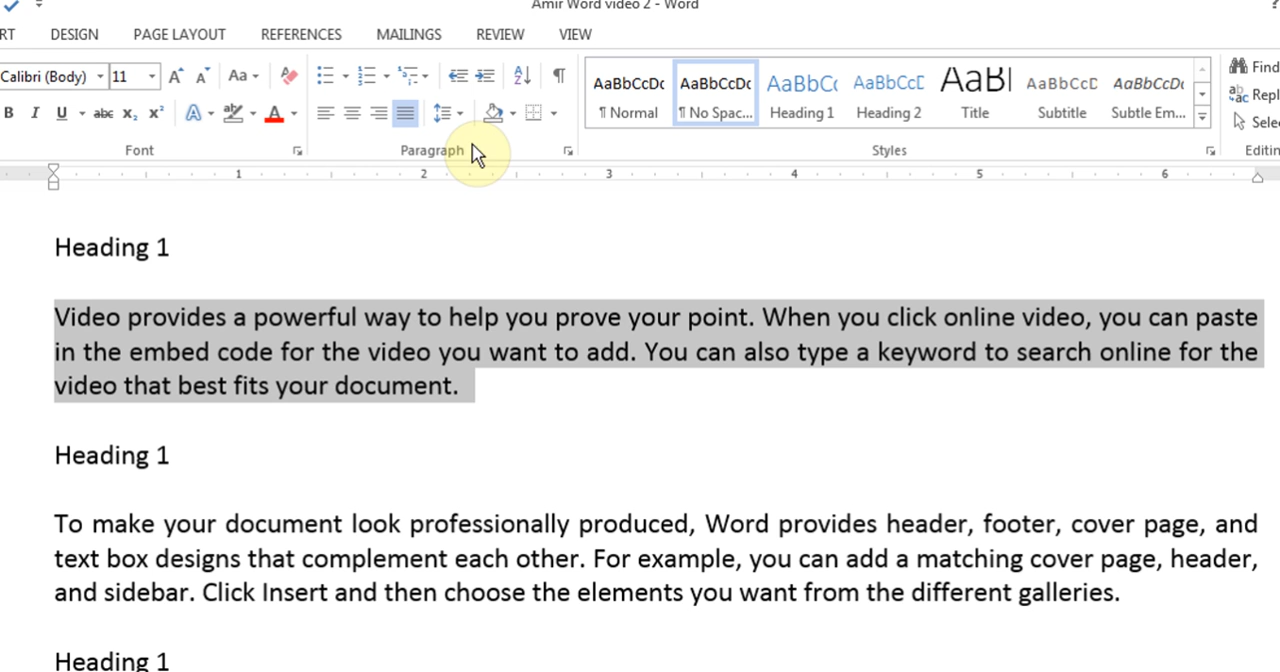 Amir Word video 2 - Word
RT DESIGN PAGE LAYOUT REFERENCES MAILINGS REVIEW VIEW
Calibri (Body) 11 Aa
AaBbCcDc AaBbCcDc AaBbCc AaBbCcD AaBl AaBbCcD AaBbCcDc
¶ Normal ¶ No Spac... Heading 1 Heading 2 Title Subtitle Subtle Em...
Find
Repl
Selec
B I U abc X₂ X² A ab A
Font Paragraph Styles Editin
1 2 3 4 5 6
Heading 1
Video provides a powerful way to help you prove your point. When you click online video, you can paste
in the embed code for the video you want to add. You can also type a keyword to search online for the
video that best fits your document.
Heading 1
To make your document look professionally produced, Word provides header, footer, cover page, and
text box designs that complement each other. For example, you can add a matching cover page, header,
and sidebar. Click Insert and then choose the elements you want from the different galleries.
Heading 1